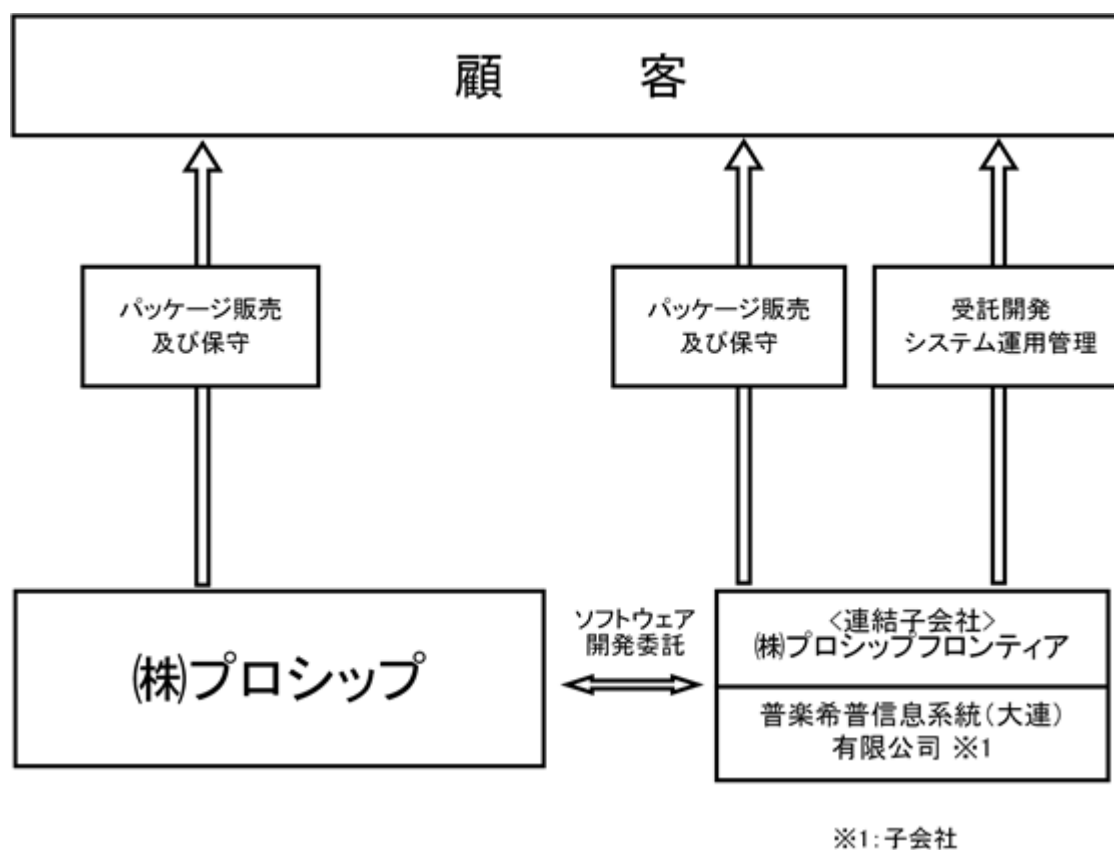 顧　客
パッケージ販売
及び保守
パッケージ販売
及び保守
受託開発
システム運用管理
㈱プロシップ
ソフトウェア
開発委託
<連結子会社>
㈱プロシップフロンティア
普楽希普信息系統(大連)
有限公司 ※1
※1:子会社